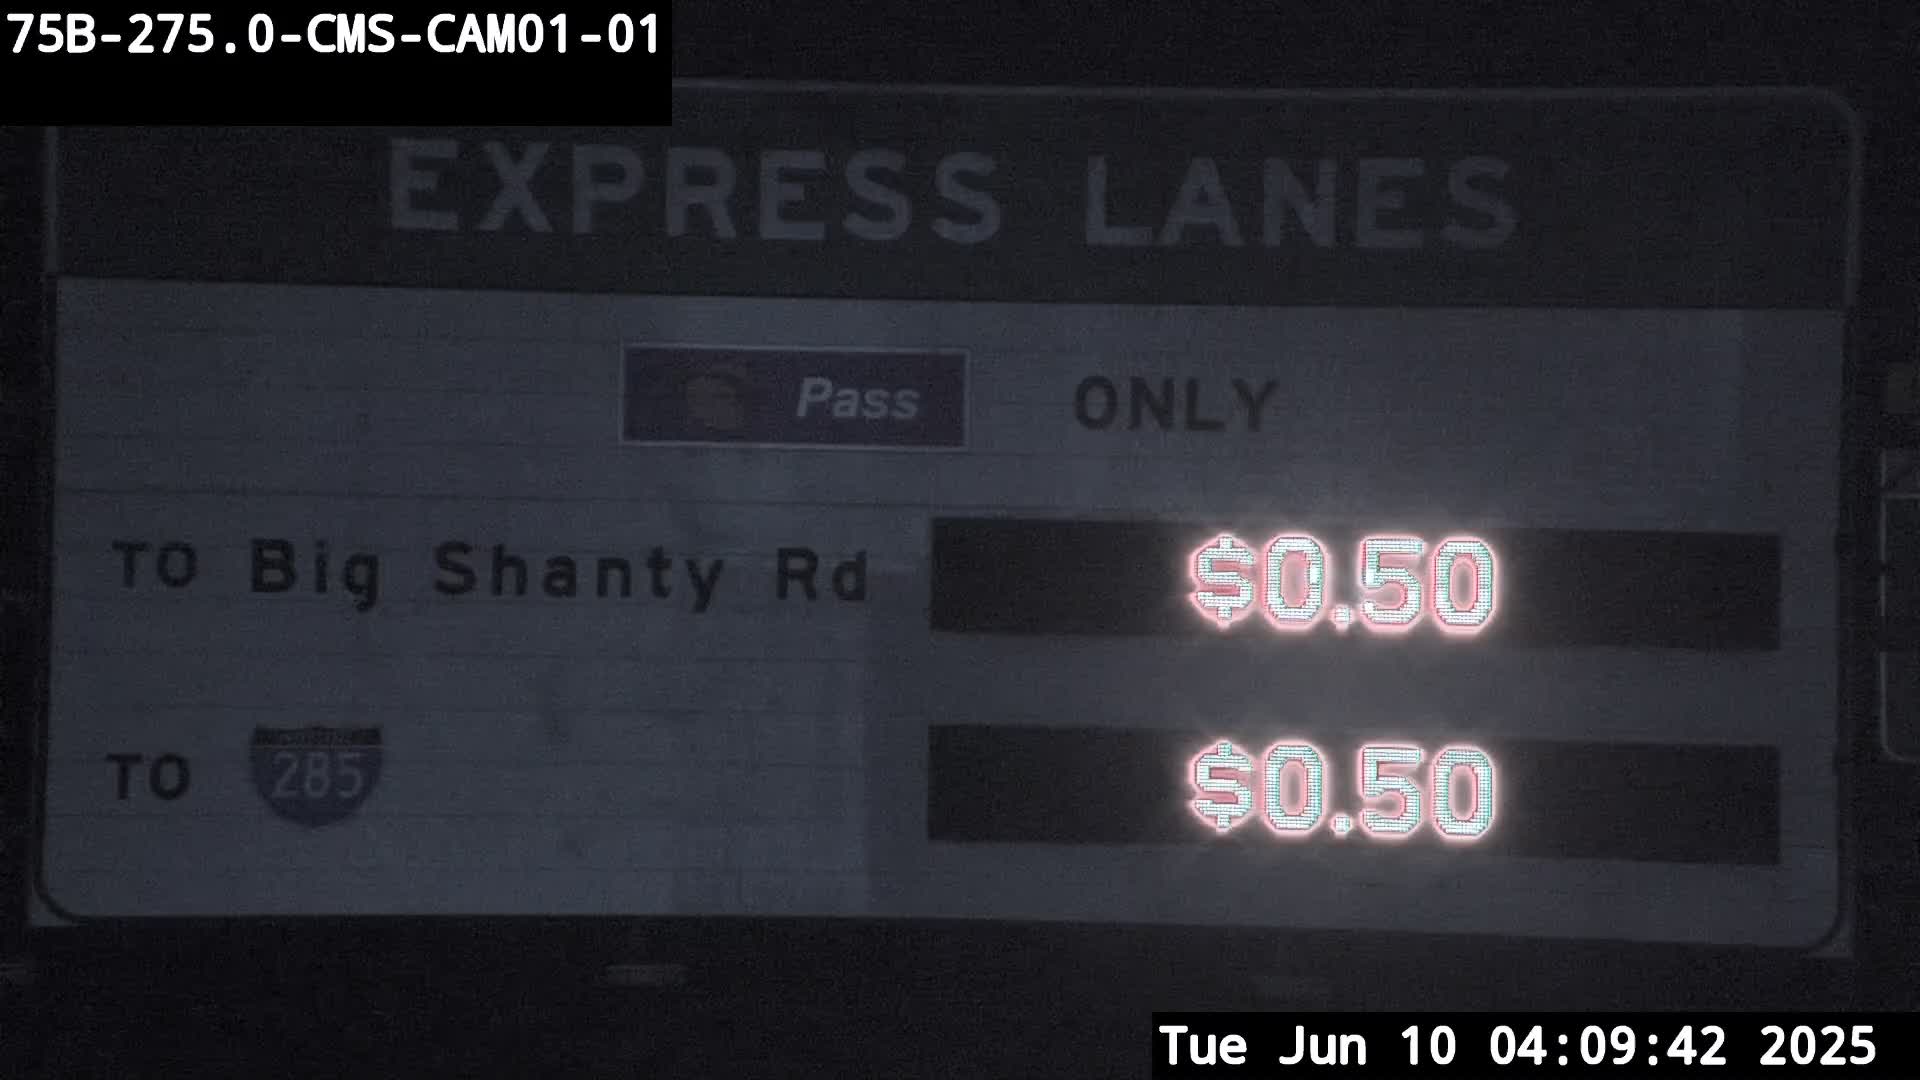 75B-275.0-CMS-CAM01-01
EXPRESS LANES
Pass ONLY
TO Big Shanty Rd $0.50
TO 285 $0.50
Tue Jun 10 04:09:42 2025